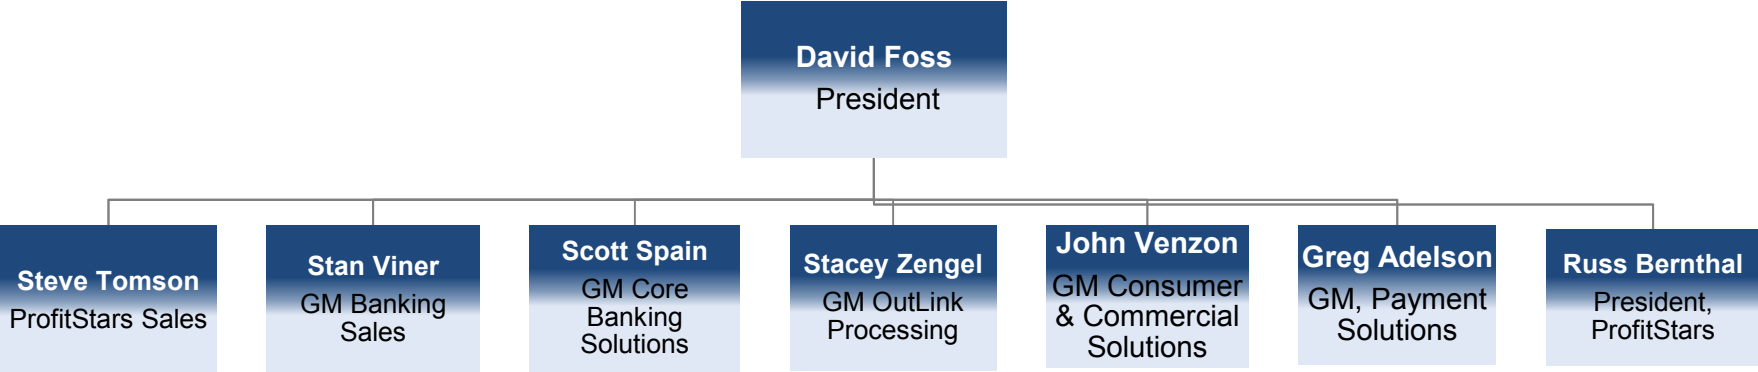 David Foss
President
Steve Tomson
ProfitStars Sales
Stan Viner
GM Banking
Sales
Scott Spain
GM Core
Banking
Solutions
Stacey Zengel
GM OutLink
Processing
John Venzon
GM Consumer
& Commercial
Solutions
Greg Adelson
GM, Payment
Solutions
Russ Bernthal
President,
ProfitStars